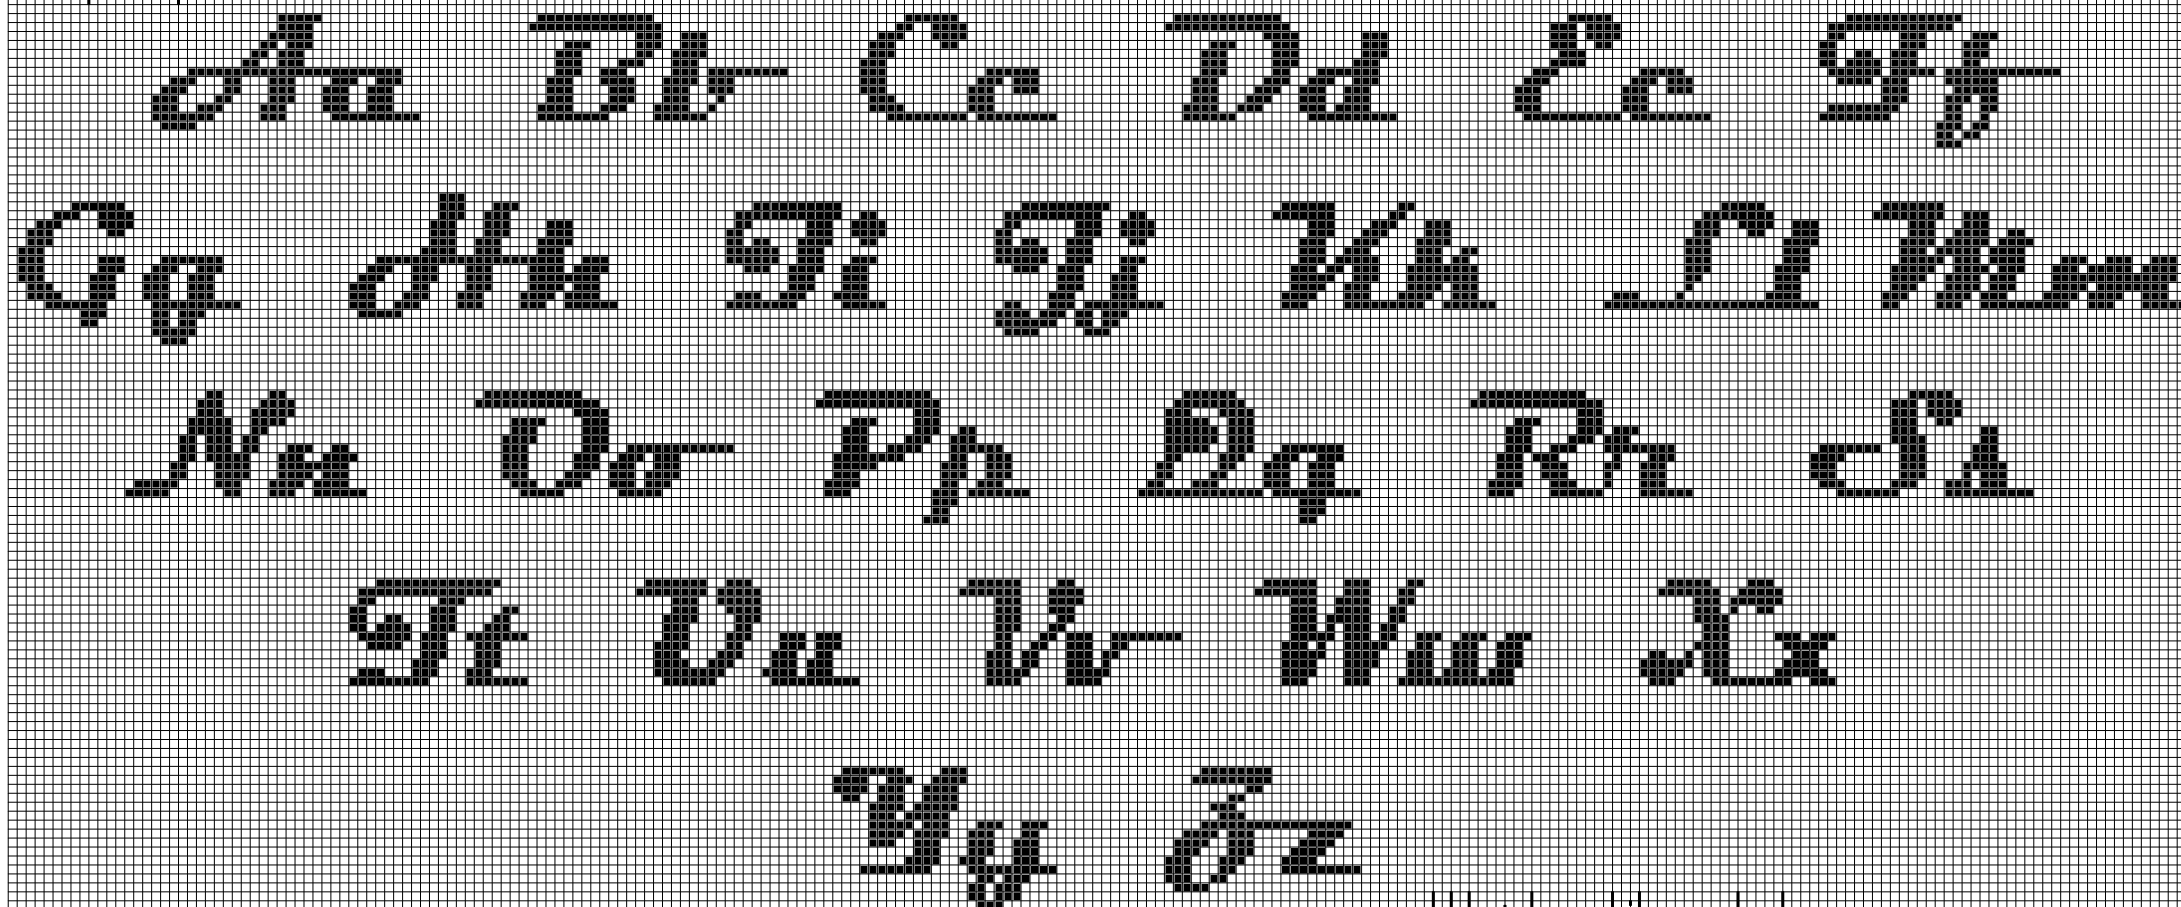 Aa Bb Cc Dd Ee Ff
Gg Hh Ii Jj Kk Ll Mm
Nn Oo Pp Qq Rr Ss
Tt Uu Vv Ww Xx
Yy Zz